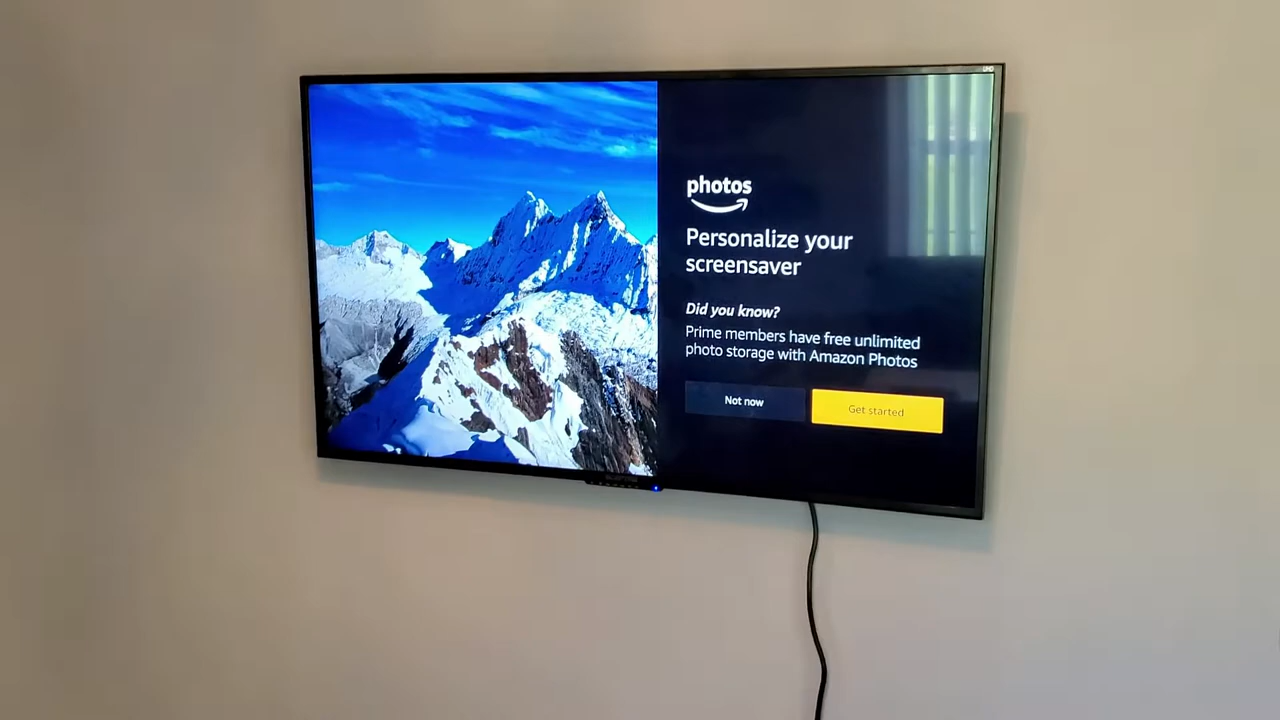 UHD
photos
Personalize your
screensaver
Did you know?
Prime members have free unlimited
photo storage with Amazon Photos
Not now
Get started